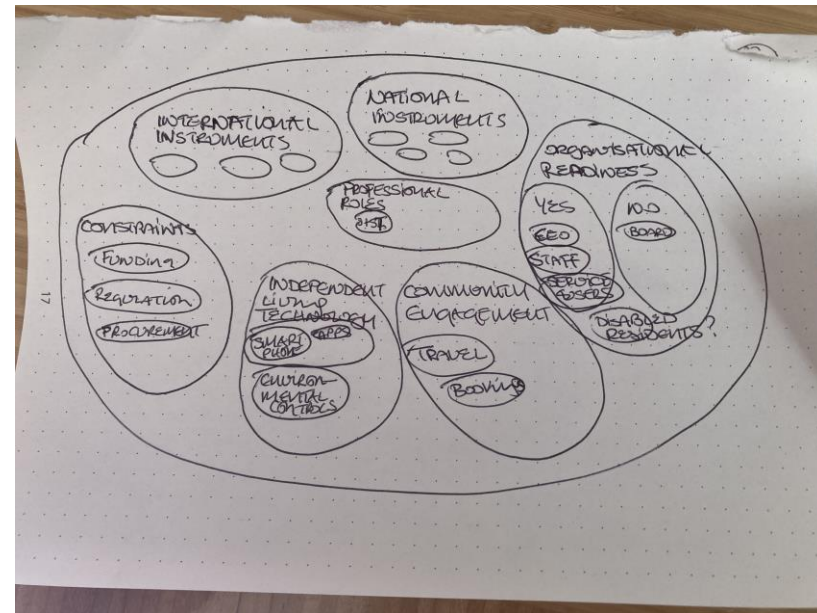 INTERNATIONAL
INSTRUMENTS
NATIONAL
INSTRUMENTS
PROFESSIONAL
ROLES
ORGANISATIONAL
READINESS
YES
CEO
STAFF
SERVICE
USERS
NO
BOARD
DISABLED
RESIDENTS?
CONSTRAINTS
FUNDING
REGULATION
PROCUREMENT
INDEPENDENT
LIVING
TECHNOLOGY
SMART
PHONE
APPS
ENVIRON
MENTAL
CONTROLS
COMMUNITY
ENGAGEMENT
TRAVEL
BOOKING
17